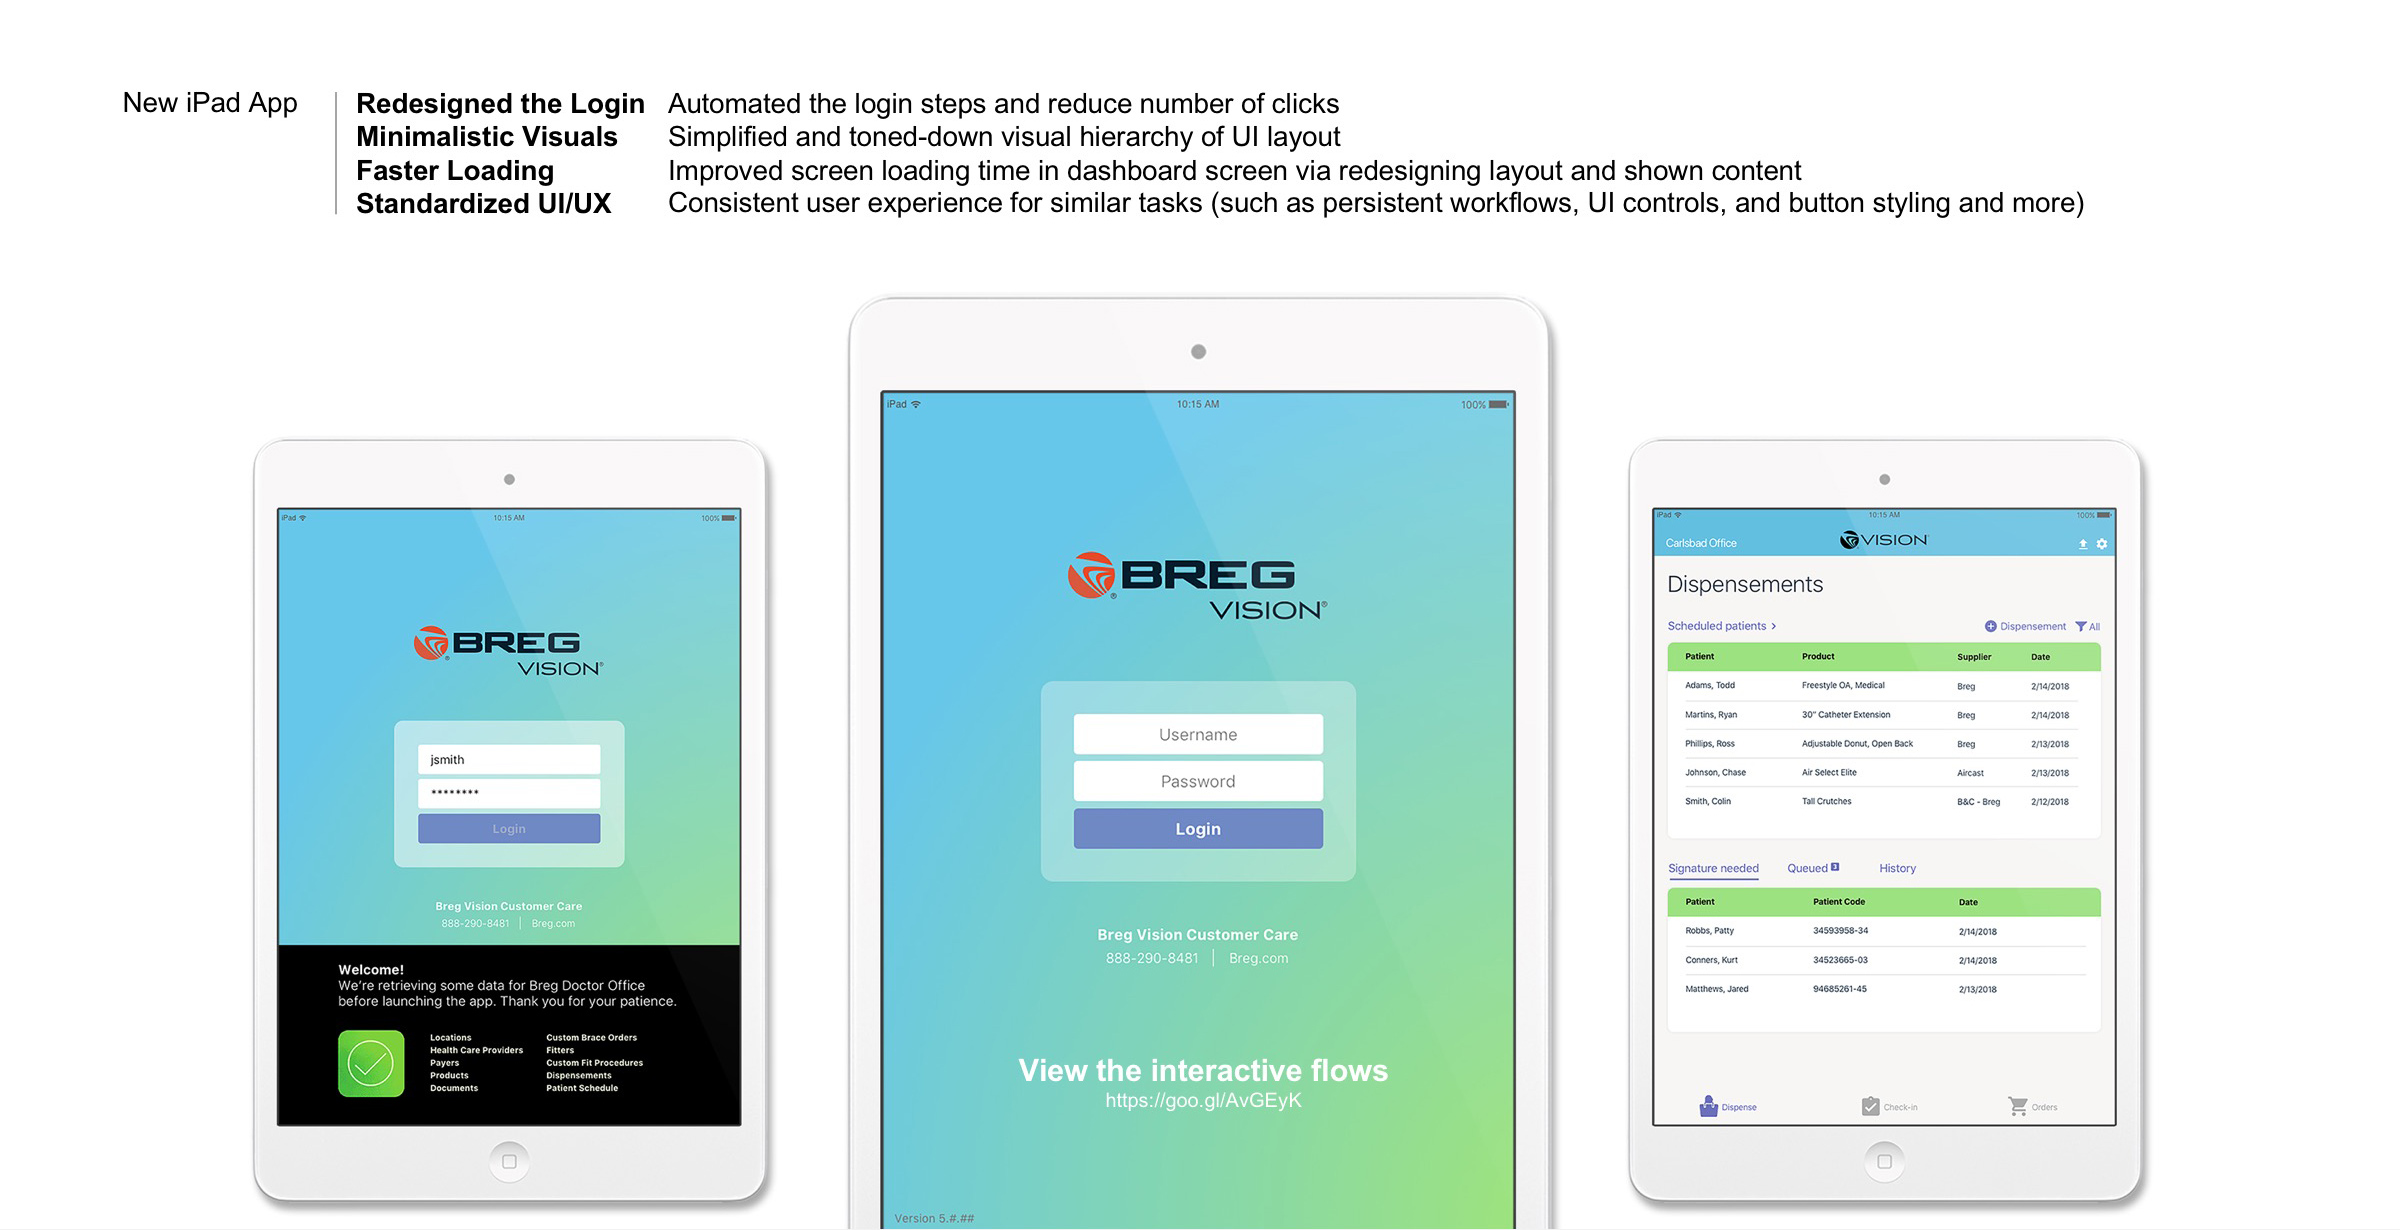 New iPad App
Redesigned the Login Automated the login steps and reduce number of clicks
Minimalistic Visuals Simplified and toned-down visual hierarchy of UI layout
Faster Loading Improved screen loading time in dashboard screen via redesigning layout and shown content
Standardized UI/UX Consistent user experience for similar tasks (such as persistent workflows, UI controls, and button styling and more)
iPad 10:15 AM 100%
BREG®
VISION®
jsmith
********
Login
Breg Vision Customer Care
888-290-8481 | Breg.com
Welcome!
We're retrieving some data for Breg Doctor Office
before launching the app. Thank you for your patience.
Locations Custom Brace Orders
Health Care Providers Fitters
Payers Custom Fit Procedures
Products Dispensements
Documents Patient Schedule
iPad 10:15 AM 100%
BREG®
VISION®
Username
Password
Login
Breg Vision Customer Care
888-290-8481 | Breg.com
View the interactive flows
https://goo.gl/AvGEyK
Version 5.#.##
iPad 10:15 AM 100%
Carlsbad Office VISION
Dispensements
Scheduled patients > Dispensement All
Patient Product Supplier Date
Adams, Todd Freestyle OA, Medical Breg 2/14/2018
Martins, Ryan 30" Catheter Extension Breg 2/14/2018
Phillips, Ross Adjustable Donut, Open Back Breg 2/13/2018
Johnson, Chase Air Select Elite Aircast 2/13/2018
Smith, Colin Tall Crutches B&C - Breg 2/12/2018
Signature needed Queued 3 History
Patient Patient Code Date
Robbs, Patty 34593958-34 2/14/2018
Conners, Kurt 34523665-03 2/14/2018
Matthews, Jared 94685261-45 2/13/2018
Dispense Check-in Orders